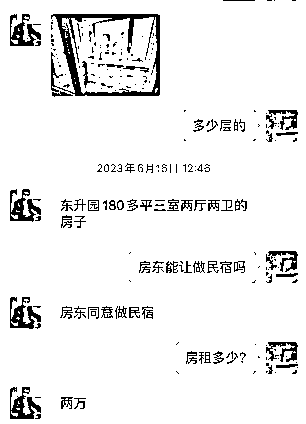 多少层的
2023年6月16日 12:46
东升园180多平三室两厅两卫的
房子
房东能让做民宿吗
房东同意做民宿
房租多少?
两万